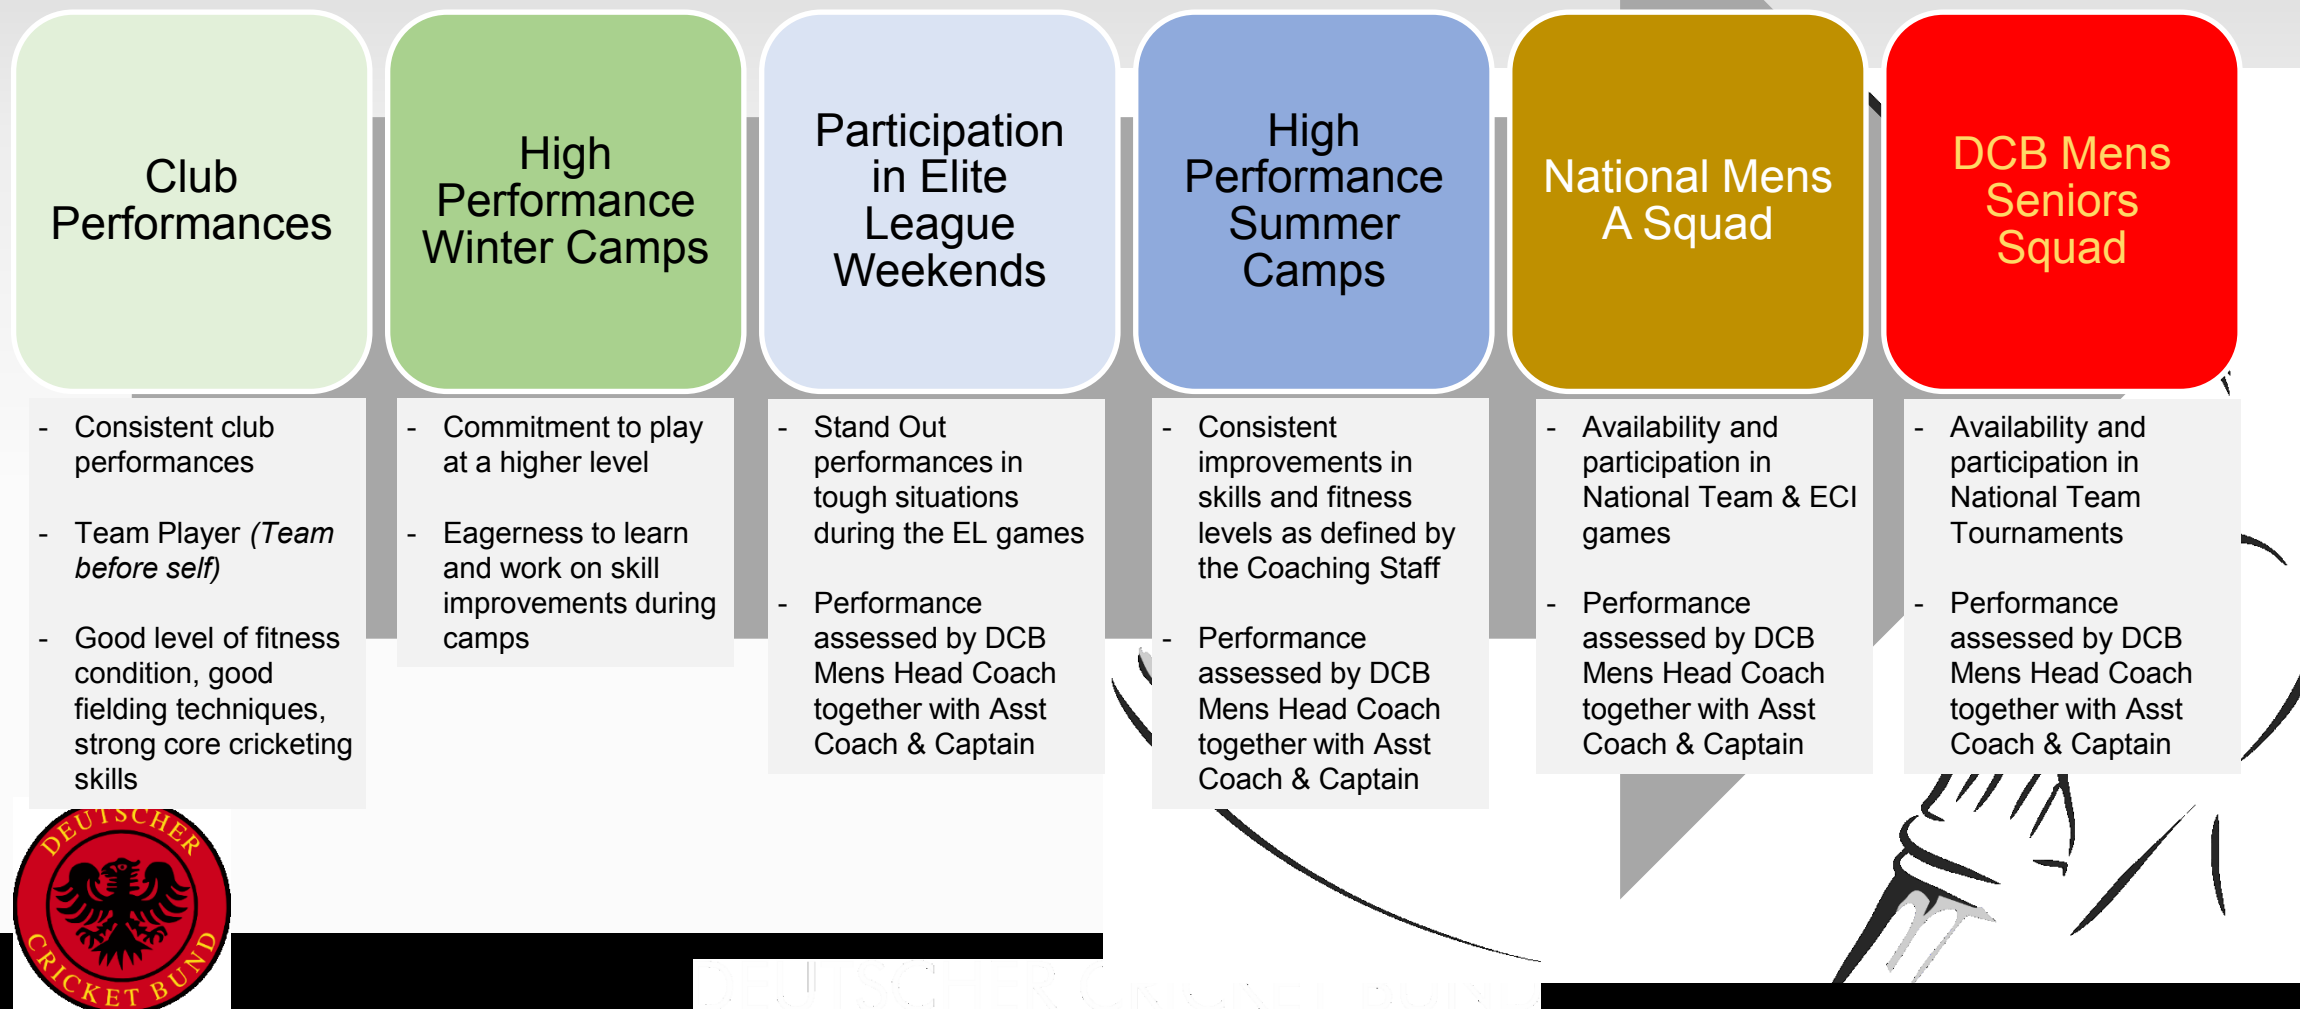 Club
Performances
High
Performance
Winter Camps
Participation
in Elite
League
Weekends
High
Performance
Summer
Camps
National Mens
A Squad
DCB Mens
Seniors
Squad
- Consistent club
performances
- Team Player (Team
before self)
- Good level of fitness
condition, good
fielding techniques,
strong core cricketing
skills
- Commitment to play
at a higher level
- Eagerness to learn
and work on skill
improvements during
camps
- Stand Out
performances in
tough situations
during the EL games
- Performance
assessed by DCB
Mens Head Coach
together with Asst
Coach & Captain
- Consistent
improvements in
skills and fitness
levels as defined by
the Coaching Staff
- Performance
assessed by DCB
Mens Head Coach
together with Asst
Coach & Captain
- Availability and
participation in
National Team & ECI
games
- Performance
assessed by DCB
Mens Head Coach
together with Asst
Coach & Captain
- Availability and
participation in
National Team
Tournaments
- Performance
assessed by DCB
Mens Head Coach
together with Asst
Coach & Captain
DEUTSCHER
CRICKET BUND
DEUTSCHER CRICKET BUND